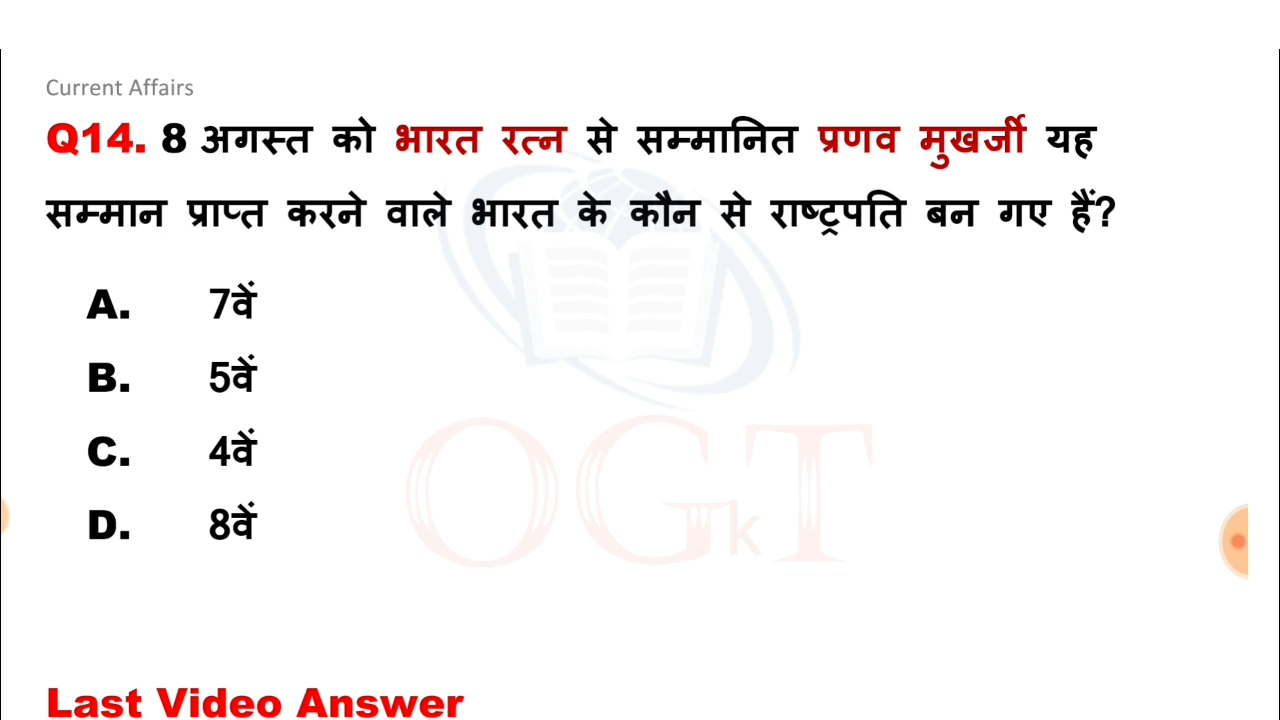 Current Affairs
Q14. 8 अगस्त को भारत रत्न से सम्मानित प्रणव मुखर्जी यह
सम्मान प्राप्त करने वाले भारत के कौन से राष्ट्रपति बन गए हैं?
A. 7वें
B. 5वें
C. 4वें
D. 8वें
OGkT
Last Video Answer